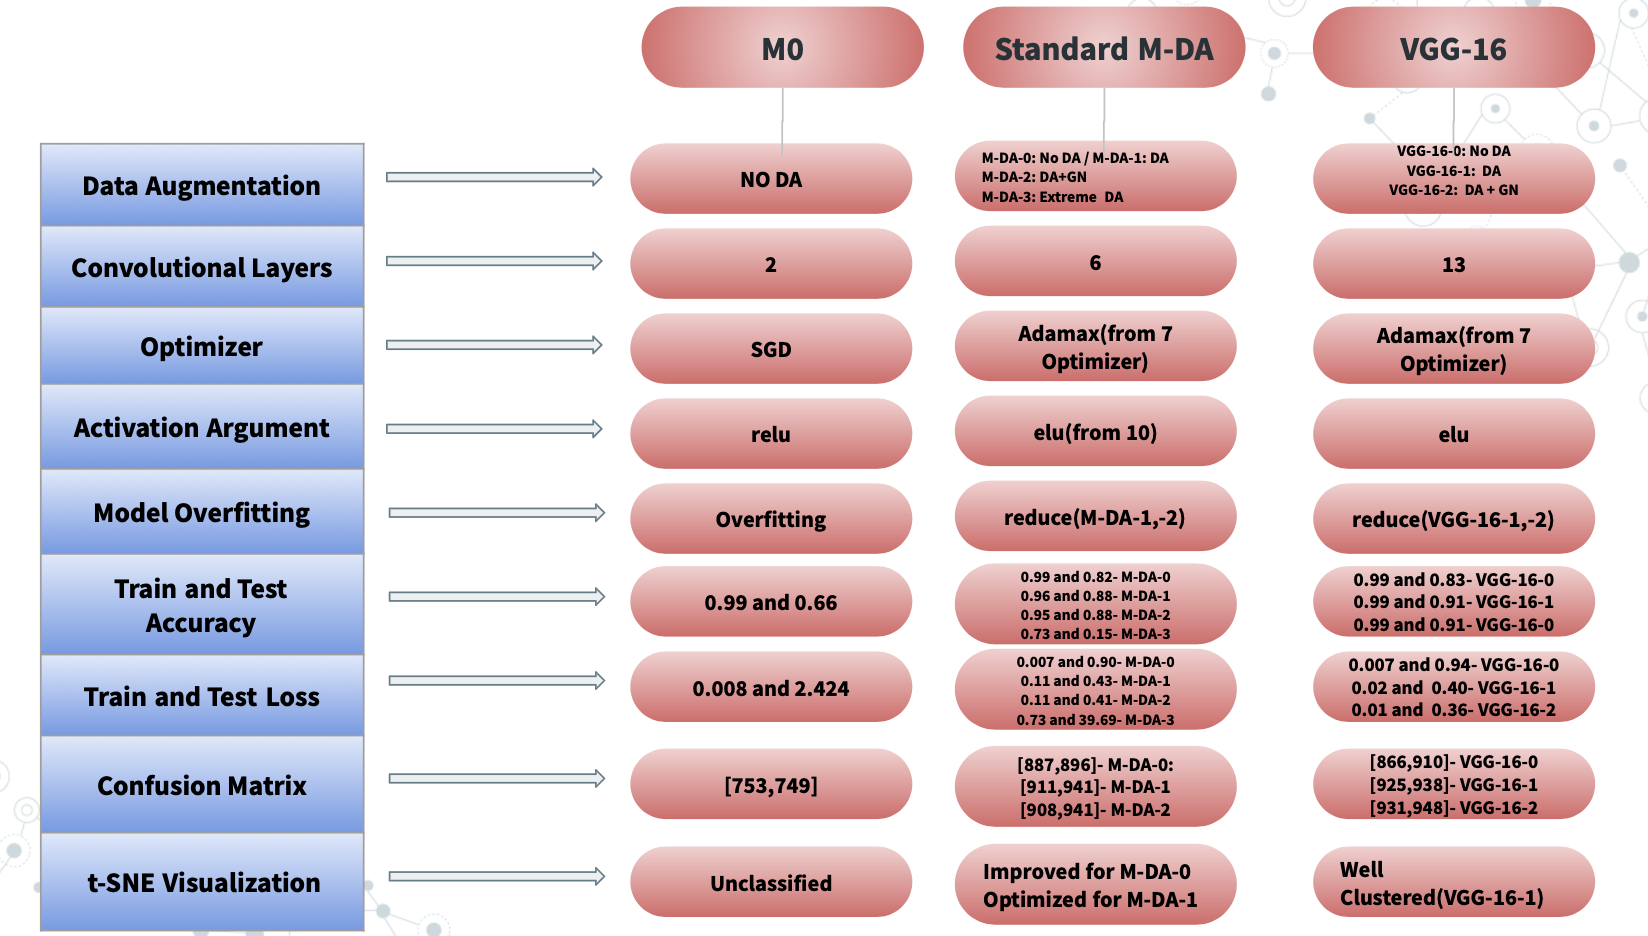 M0
Standard M-DA
VGG-16
Data Augmentation
NO DA
M-DA-0: No DA / M-DA-1: DA
M-DA-2: DA+GN
M-DA-3: Extreme DA
VGG-16-0: No DA
VGG-16-1: DA
VGG-16-2: DA + GN
Convolutional Layers
2
6
13
Optimizer
SGD
Adamax(from 7
Optimizer)
Adamax(from 7
Optimizer)
Activation Argument
relu
elu(from 10)
elu
Model Overfitting
Overfitting
reduce(M-DA-1,-2)
reduce(VGG-16-1,-2)
Train and Test
Accuracy
0.99 and 0.66
0.99 and 0.82- M-DA-0
0.96 and 0.88- M-DA-1
0.95 and 0.88- M-DA-2
0.73 and 0.15- M-DA-3
0.99 and 0.83- VGG-16-0
0.99 and 0.91- VGG-16-1
0.99 and 0.91- VGG-16-0
Train and Test Loss
0.008 and 2.424
0.007 and 0.90- M-DA-0
0.11 and 0.43- M-DA-1
0.11 and 0.41- M-DA-2
0.73 and 39.69- M-DA-3
0.007 and 0.94- VGG-16-0
0.02 and 0.40- VGG-16-1
0.01 and 0.36- VGG-16-2
Confusion Matrix
[753,749]
[887,896]- M-DA-0:
[911,941]- M-DA-1
[908,941]- M-DA-2
[866,910]- VGG-16-0
[925,938]- VGG-16-1
[931,948]- VGG-16-2
t-SNE Visualization
Unclassified
Improved for M-DA-0
Optimized for M-DA-1
Well
Clustered(VGG-16-1)